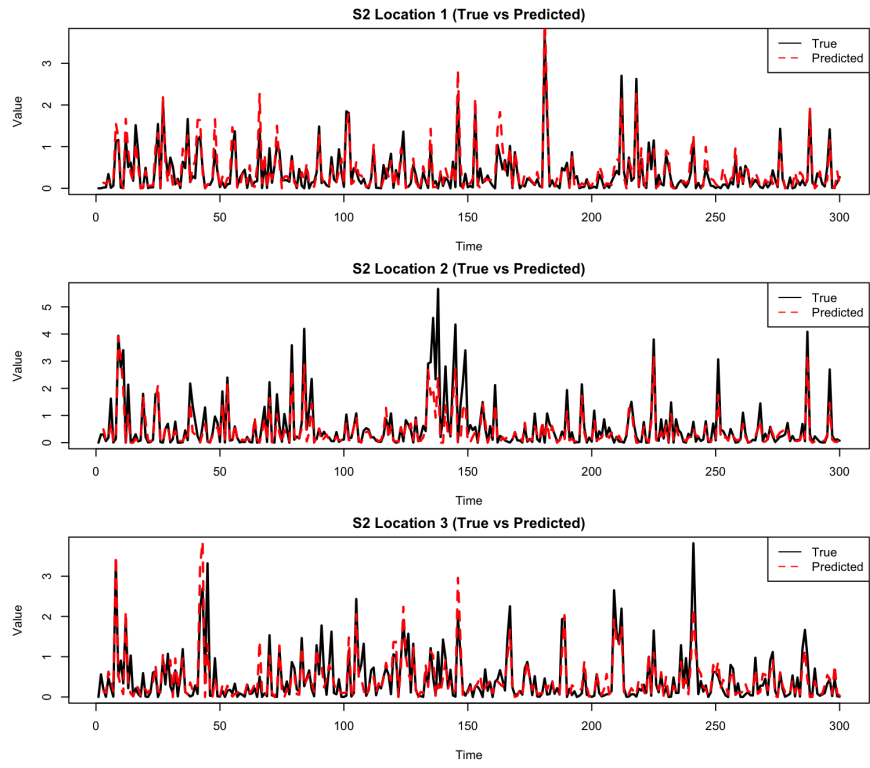 S2 Location 1 (True vs Predicted)
True
Predicted
Value
0 1 2 3
0 50 100 150 200 250 300
Time
S2 Location 2 (True vs Predicted)
True
Predicted
Value
0 1 2 3 4 5
0 50 100 150 200 250 300
Time
S2 Location 3 (True vs Predicted)
True
Predicted
Value
0 1 2 3
0 50 100 150 200 250 300
Time